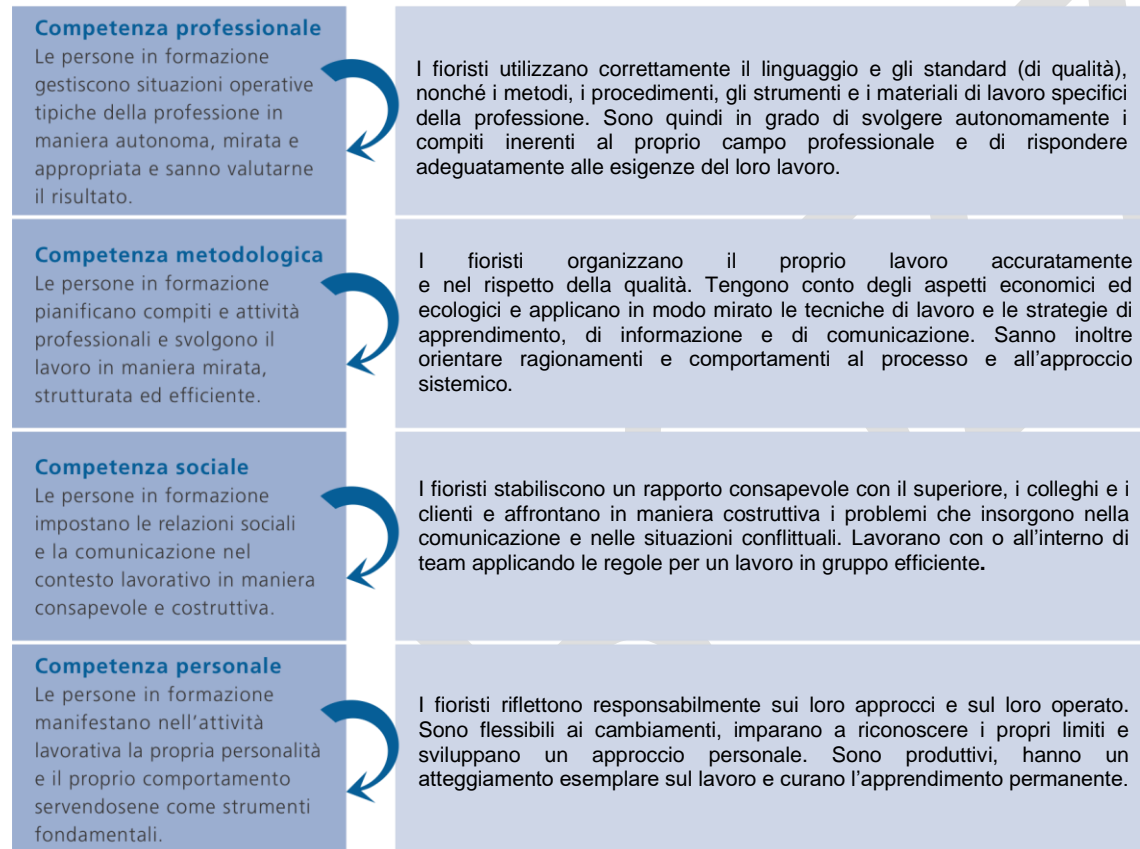 Competenza professionale
Le persone in formazione
gestiscono situazioni operative
tipiche della professione in
maniera autonoma, mirata e
appropriata e sanno valutarne
il risultato.
I fioristi utilizzano correttamente il linguaggio e gli standard (di qualità),
nonché i metodi, i procedimenti, gli strumenti e i materiali di lavoro specifici
della professione. Sono quindi in grado di svolgere autonomamente i
compiti inerenti al proprio campo professionale e di rispondere
adeguatamente alle esigenze del loro lavoro.
Competenza metodologica
Le persone in formazione
pianificano compiti e attività
professionali e svolgono il
lavoro in maniera mirata,
strutturata ed efficiente.
I fioristi organizzano il proprio lavoro accuratamente
e nel rispetto della qualità. Tengono conto degli aspetti economici ed
ecologici e applicano in modo mirato le tecniche di lavoro e le strategie di
apprendimento, di informazione e di comunicazione. Sanno inoltre
orientare ragionamenti e comportamenti al processo e all’approccio
sistemico.
Competenza sociale
Le persone in formazione
impostano le relazioni sociali
e la comunicazione nel
contesto lavorativo in maniera
consapevole e costruttiva.
I fioristi stabiliscono un rapporto consapevole con il superiore, i colleghi e i
clienti e affrontano in maniera costruttiva i problemi che insorgono nella
comunicazione e nelle situazioni conflittuali. Lavorano con o all’interno di
team applicando le regole per un lavoro in gruppo efficiente.
Competenza personale
Le persone in formazione
manifestano nell’attività
lavorativa la propria personalità
e il proprio comportamento
servendosene come strumenti
fondamentali.
I fioristi riflettono responsabilmente sui loro approcci e sul loro operato.
Sono flessibili ai cambiamenti, imparano a riconoscere i propri limiti e
sviluppano un approccio personale. Sono produttivi, hanno un
atteggiamento esemplare sul lavoro e curano l’apprendimento permanente.